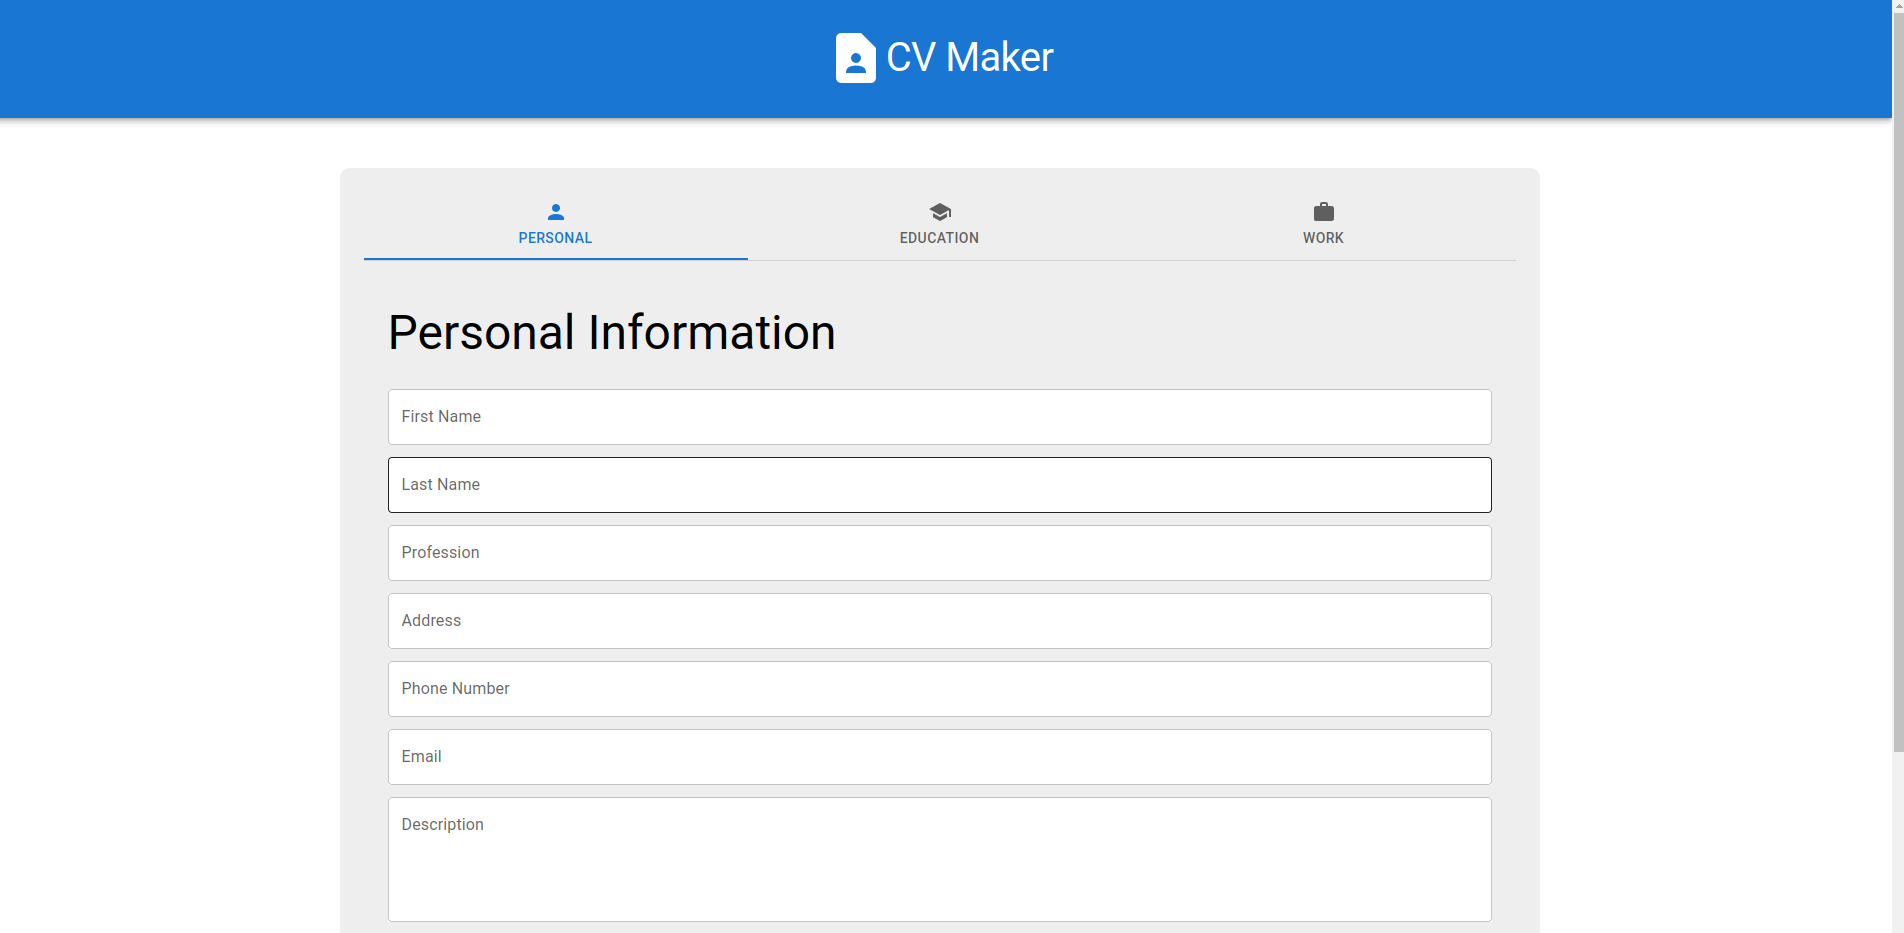 CV Maker
PERSONAL
EDUCATION
WORK
Personal Information
First Name
Last Name
Profession
Address
Phone Number
Email
Description